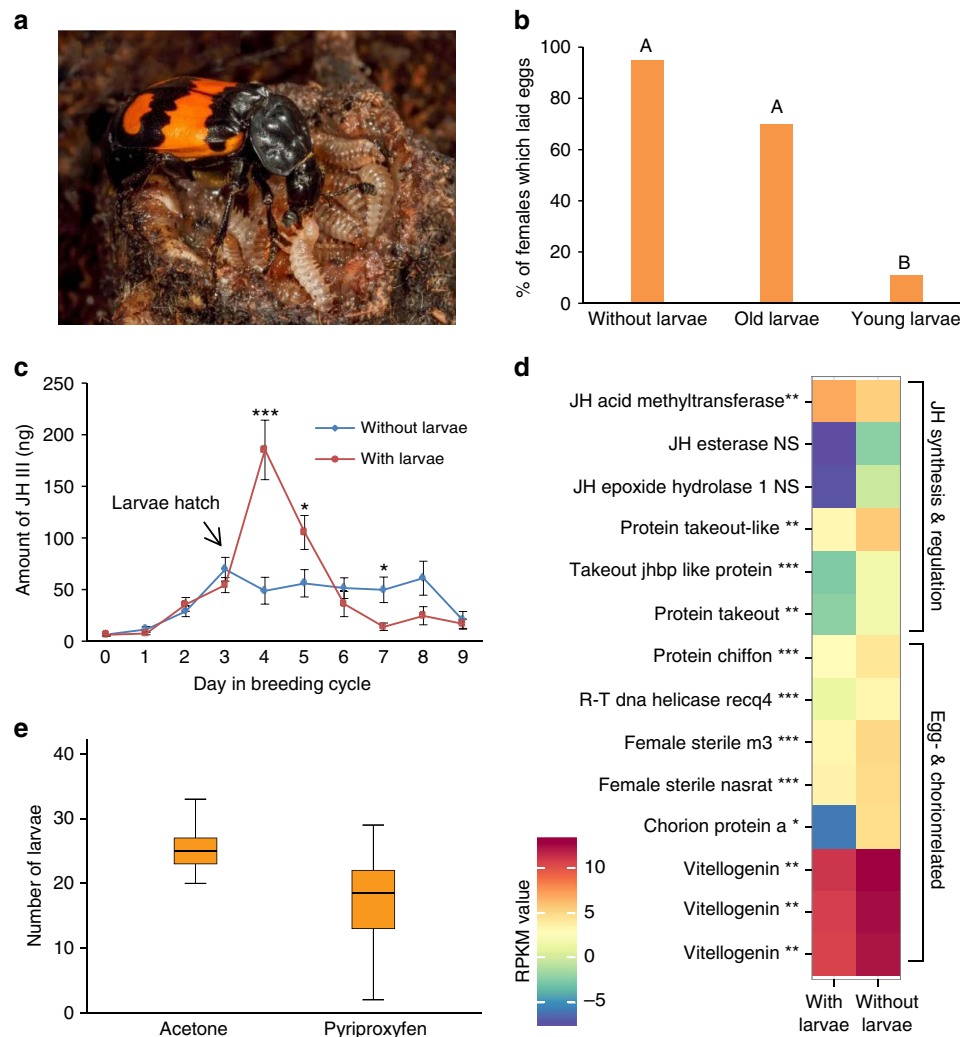 a
b
100
80
60
40
20
0
% of females which laid eggs
A
A
B
Without larvae
Old larvae
Young larvae
c
250
200
150
100
50
0
Amount of JH III (ng)
***
*
*
Larvae hatch
Without larvae
With larvae
0 1 2 3 4 5 6 7 8 9
Day in breeding cycle
d
JH acid methyltransferase**
JH esterase NS
JH epoxide hydrolase 1 NS
Protein takeout-like **
Takeout jhbp like protein ***
Protein takeout **
Protein chiffon ***
R-T dna helicase recq4 ***
Female sterile m3 ***
Female sterile nasrat ***
Chorion protein a *
Vitellogenin **
Vitellogenin **
Vitellogenin **
JH synthesis & regulation
Egg- & chorionrelated
With
larvae
Without
larvae
RPKM value
10
5
0
−5
e
40
30
20
10
0
Number of larvae
Acetone
Pyriproxyfen